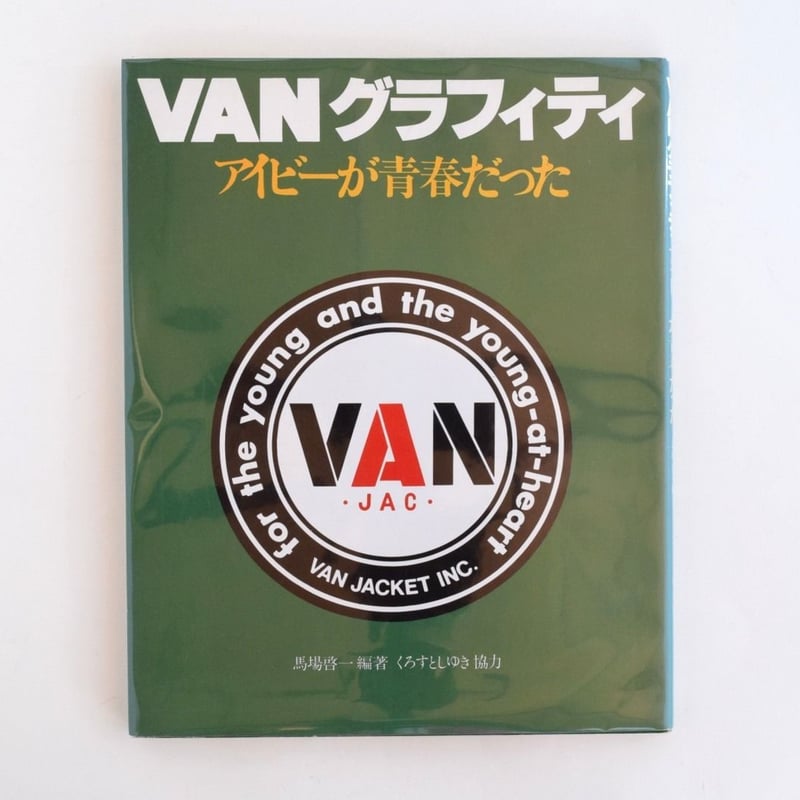 VANグラフィティ
アイビーが青春だった
for the young and the young-at-heart
VAN
・JAC・
VAN JACKET INC.
馬場啓一 編著 くろすとしゆき 協力